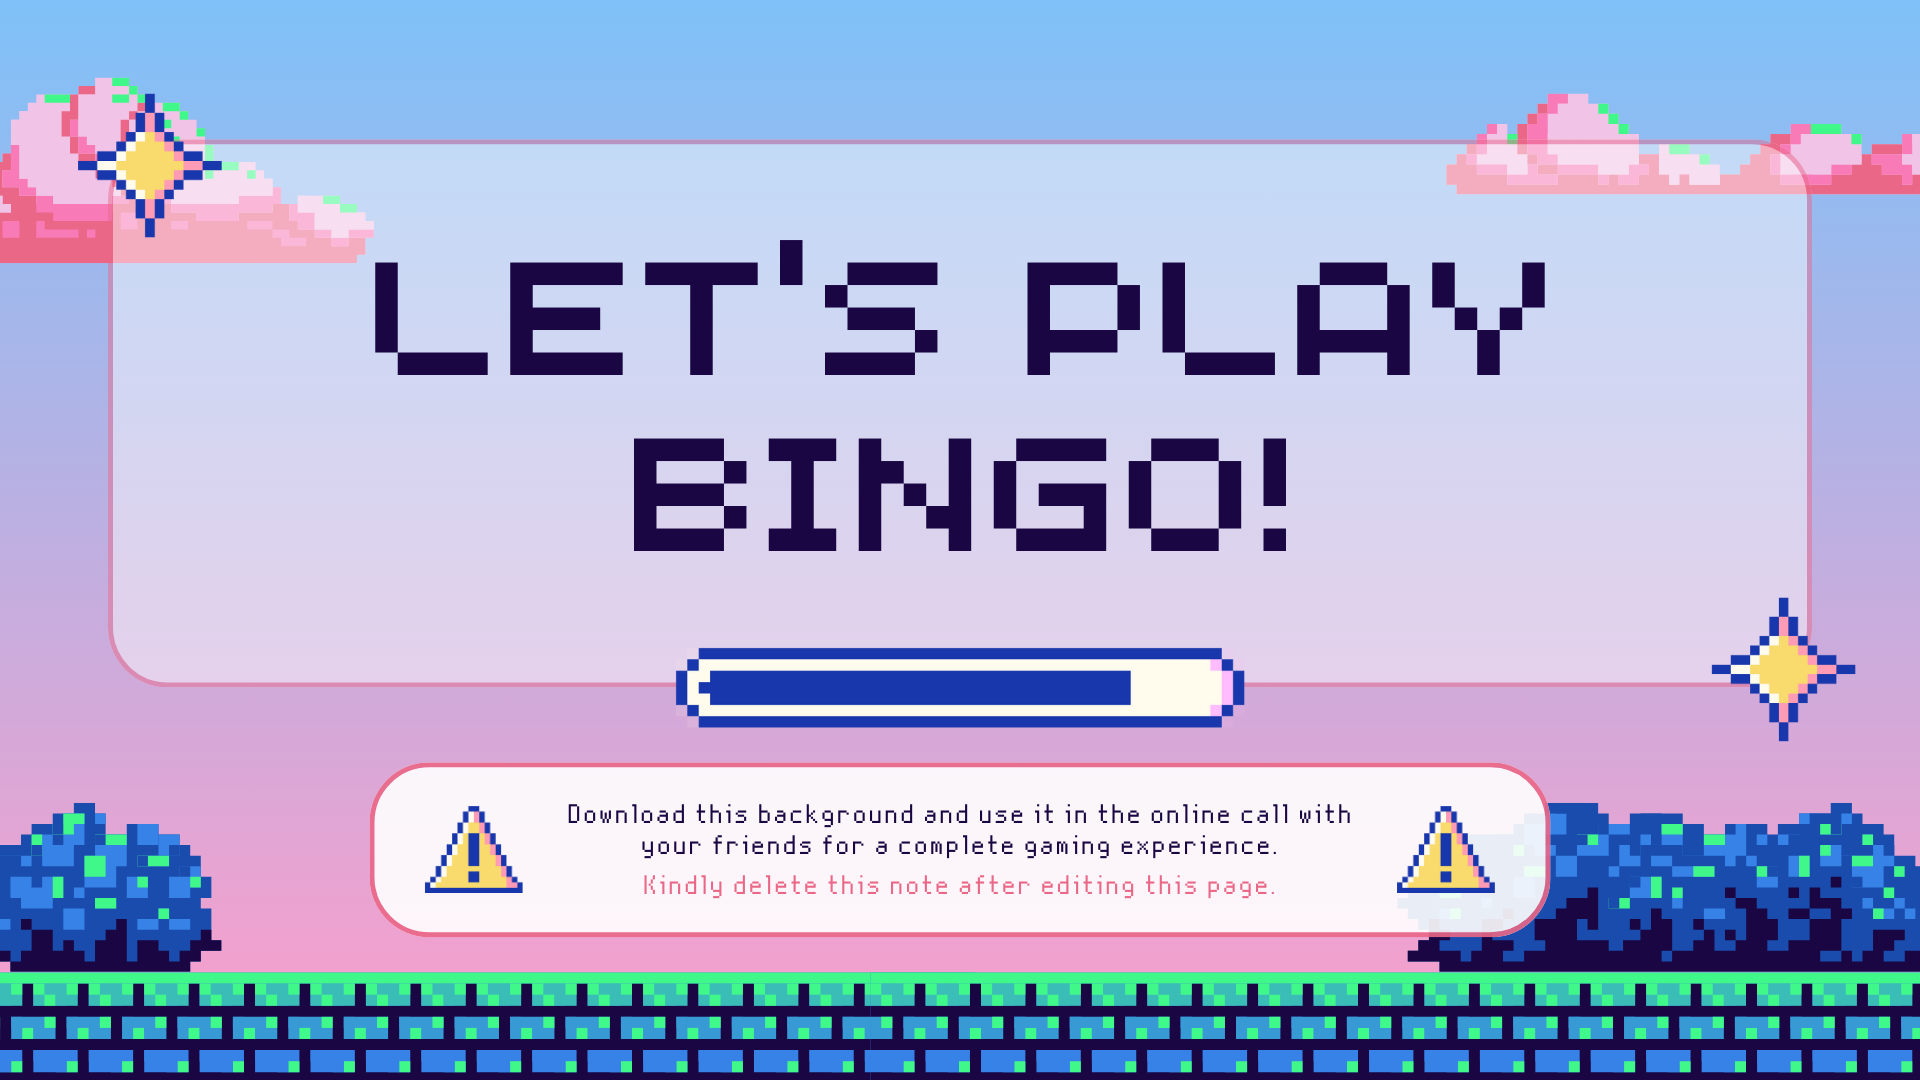 LET'S PLAY
BINGO!
Download this background and use it in the online call with
your friends for a complete gaming experience.
Kindly delete this note after editing this page.